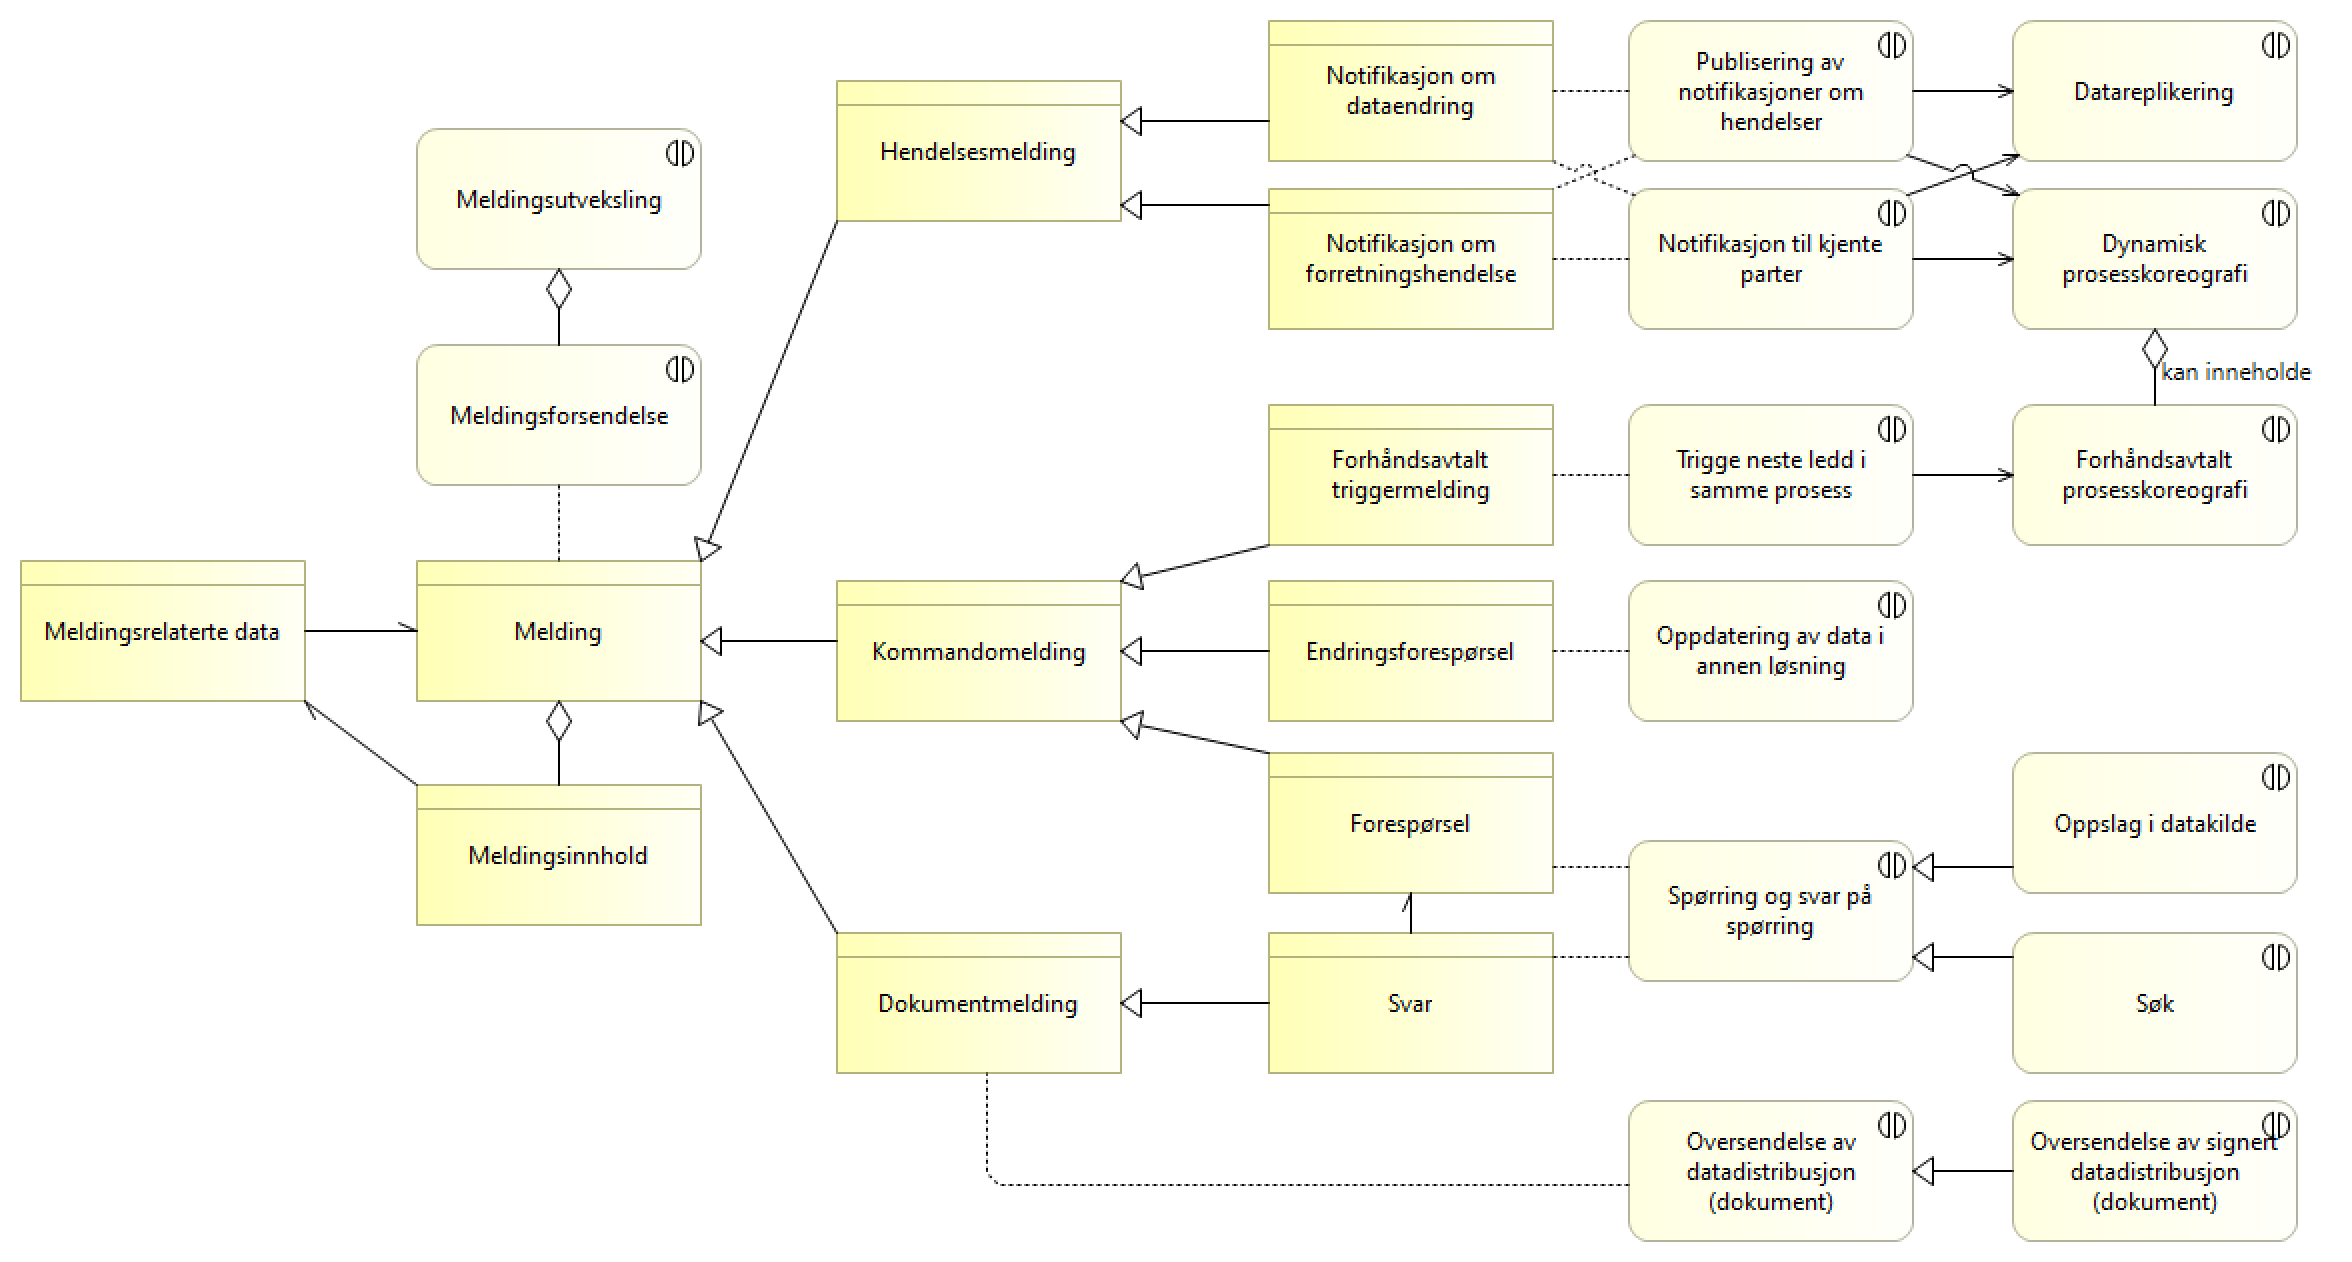 Notifikasjon om
dataendring
Publisering av
notifikasjoner om
hendelser
Datareplikering
Hendelsesmelding
Meldingsutveksling
Notifikasjon om
forretningshendelse
Notifikasjon til kjente
parter
Dynamisk
prosesskoreografi
kan inneholde
Meldingsforsendelse
Forhåndsavtalt
triggermelding
Trigge neste ledd i
samme prosess
Forhåndsavtalt
prosesskoreografi
Meldingsrelaterte data
Melding
Kommandomelding
Endringsforespørsel
Oppdatering av data i
annen løsning
Meldingsinnhold
Forespørsel
Oppslag i datakilde
Spørring og svar på
spørring
Dokumentmelding
Svar
Søk
Oversendelse av
datadistribusjon
(dokument)
Oversendelse av signert
datadistribusjon
(dokument)